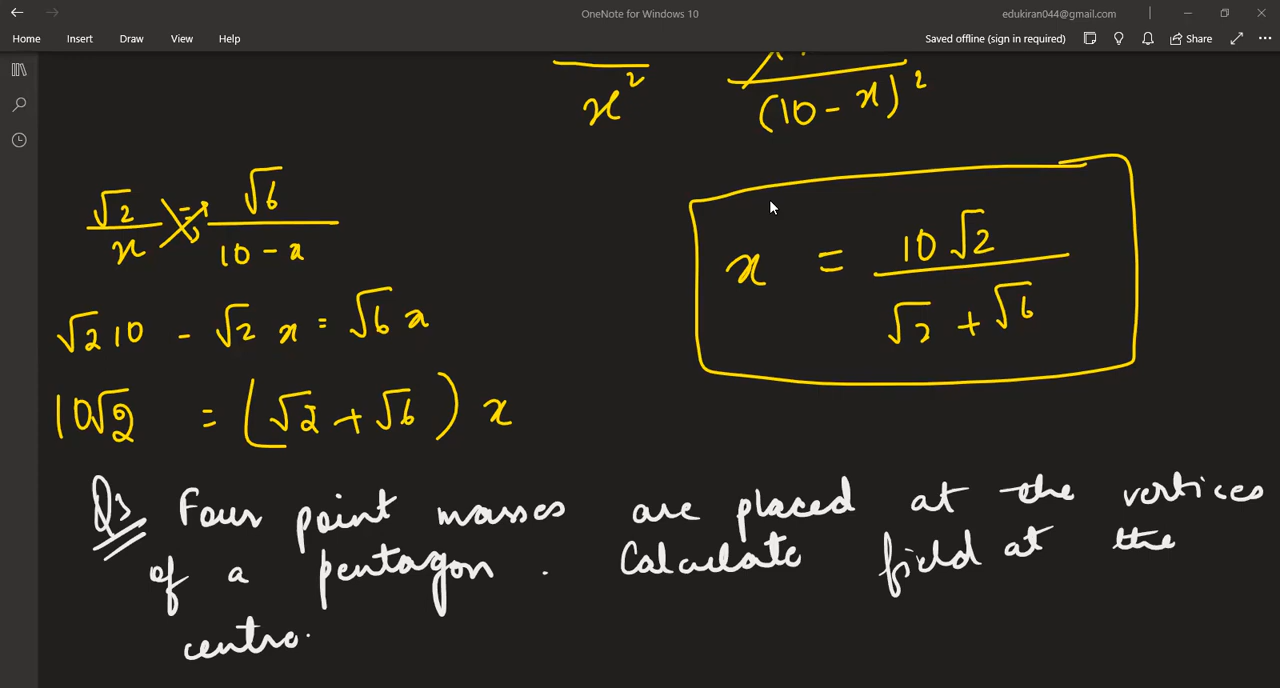 OneNote for Windows 10
edukiran044@gmail.com
Home Insert Draw View Help
Saved offline (sign in required) Share
x² (10 - x)²
√2/x = √6/(10 - x)
x = 10√2/(√2 + √6)
√2 10 - √2 x = √6 x
10√2 = (√2 + √6) x
Q3 Four point masses are placed at the vertices
of a pentagon. Calculate field at the
centre.